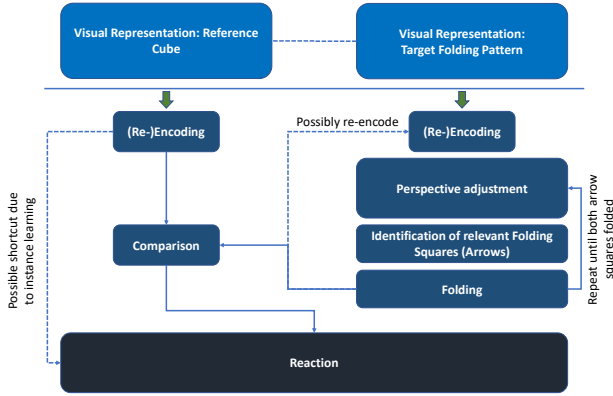 Visual Representation: Reference
Cube
Visual Representation:
Target Folding Pattern
(Re-)Encoding
Possibly re-encode
(Re-)Encoding
Perspective adjustment
Identification of relevant Folding
Squares (Arrows)
Folding
Comparison
Reaction
Possible shortcut due
to instance learning
Repeat until both arrow
squares folded